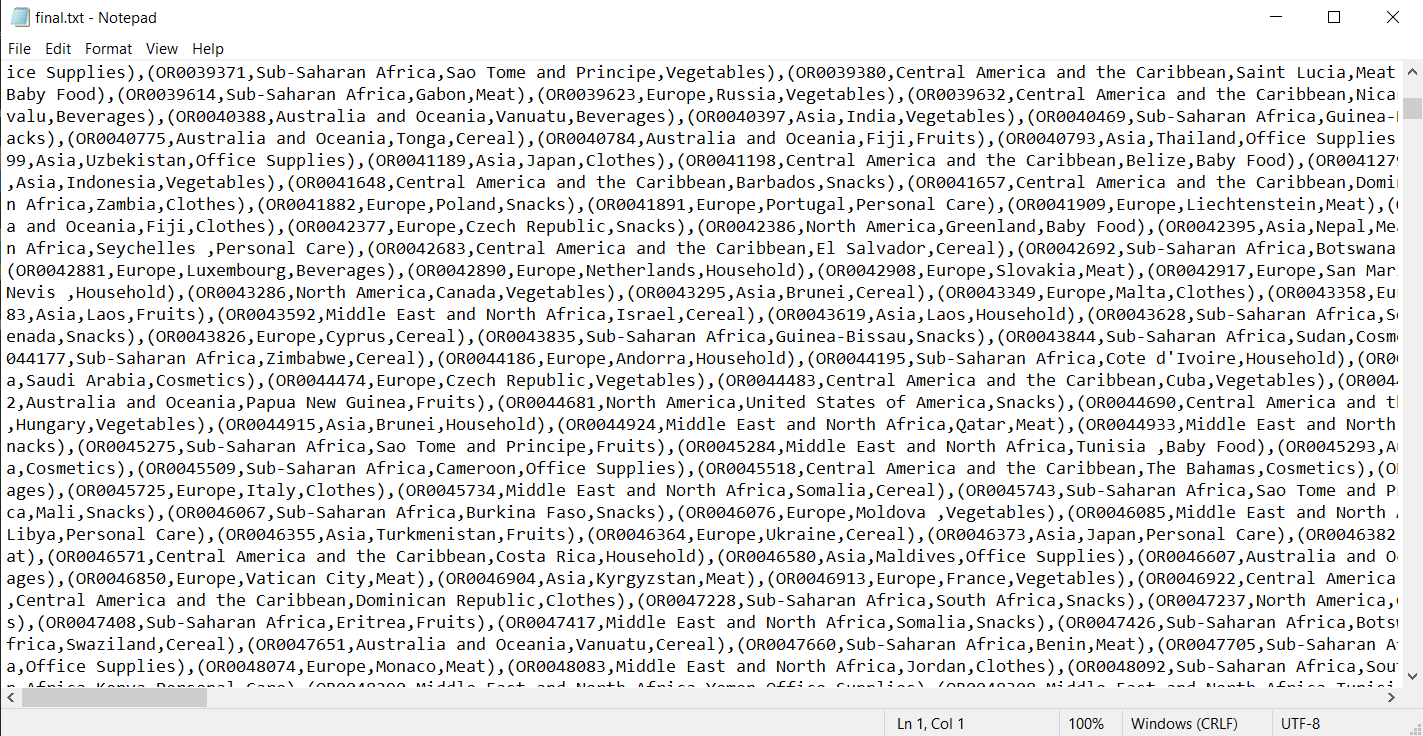 final.txt - Notepad
File Edit Format View Help
ice Supplies),(OR0039371,Sub-Saharan Africa,Sao Tome and Principe,Vegetables),(OR0039380,Central America and the Caribbean,Saint Lucia,Meat
Baby Food),(OR0039614,Sub-Saharan Africa,Gabon,Meat),(OR0039623,Europe,Russia,Vegetables),(OR0039632,Central America and the Caribbean,Nica
valu,Beverages),(OR0040388,Australia and Oceania,Vanuatu,Beverages),(OR0040397,Asia,India,Vegetables),(OR0040469,Sub-Saharan Africa,Guinea-
acks),(OR0040775,Australia and Oceania,Tonga,Cereal),(OR0040784,Australia and Oceania,Fiji,Fruits),(OR0040793,Asia,Thailand,Office Supplies
99,Asia,Uzbekistan,Office Supplies),(OR0041189,Asia,Japan,Clothes),(OR0041198,Central America and the Caribbean,Belize,Baby Food),(OR004127
,Asia,Indonesia,Vegetables),(OR0041648,Central America and the Caribbean,Barbados,Snacks),(OR0041657,Central America and the Caribbean,Domi
n Africa,Zambia,Clothes),(OR0041882,Europe,Poland,Snacks),(OR0041891,Europe,Portugal,Personal Care),(OR0041909,Europe,Liechtenstein,Meat),(
a and Oceania,Fiji,Clothes),(OR0042377,Europe,Czech Republic,Snacks),(OR0042386,North America,Greenland,Baby Food),(OR0042395,Asia,Nepal,Me
n Africa,Seychelles ,Personal Care),(OR0042683,Central America and the Caribbean,El Salvador,Cereal),(OR0042692,Sub-Saharan Africa,Botswana
(OR0042881,Europe,Luxembourg,Beverages),(OR0042890,Europe,Netherlands,Household),(OR0042908,Europe,Slovakia,Meat),(OR0042917,Europe,San Mar
Nevis ,Household),(OR0043286,North America,Canada,Vegetables),(OR0043295,Asia,Brunei,Cereal),(OR0043349,Europe,Malta,Clothes),(OR0043358,Eu
83,Asia,Laos,Fruits),(OR0043592,Middle East and North Africa,Israel,Cereal),(OR0043619,Asia,Laos,Household),(OR0043628,Sub-Saharan Africa,S
enada,Snacks),(OR0043826,Europe,Cyprus,Cereal),(OR0043835,Sub-Saharan Africa,Guinea-Bissau,Snacks),(OR0043844,Sub-Saharan Africa,Sudan,Cosm
044177,Sub-Saharan Africa,Zimbabwe,Cereal),(OR0044186,Europe,Andorra,Household),(OR0044195,Sub-Saharan Africa,Cote d'Ivoire,Household),(OR0
a,Saudi Arabia,Cosmetics),(OR0044474,Europe,Czech Republic,Vegetables),(OR0044483,Central America and the Caribbean,Cuba,Vegetables),(OR004
2,Australia and Oceania,Papua New Guinea,Fruits),(OR0044681,North America,United States of America,Snacks),(OR0044690,Central America and t
,Hungary,Vegetables),(OR0044915,Asia,Brunei,Household),(OR0044924,Middle East and North Africa,Qatar,Meat),(OR0044933,Middle East and North
nacks),(OR0045275,Sub-Saharan Africa,Sao Tome and Principe,Fruits),(OR0045284,Middle East and North Africa,Tunisia ,Baby Food),(OR0045293,A
a,Cosmetics),(OR0045509,Sub-Saharan Africa,Cameroon,Office Supplies),(OR0045518,Central America and the Caribbean,The Bahamas,Cosmetics),(O
ages),(OR0045725,Europe,Italy,Clothes),(OR0045734,Middle East and North Africa,Somalia,Cereal),(OR0045743,Sub-Saharan Africa,Sao Tome and P
ca,Mali,Snacks),(OR0046067,Sub-Saharan Africa,Burkina Faso,Snacks),(OR0046076,Europe,Moldova ,Vegetables),(OR0046085,Middle East and North
Libya,Personal Care),(OR0046355,Asia,Turkmenistan,Fruits),(OR0046364,Europe,Ukraine,Cereal),(OR0046373,Asia,Japan,Personal Care),(OR0046382
at),(OR0046571,Central America and the Caribbean,Costa Rica,Household),(OR0046580,Asia,Maldives,Office Supplies),(OR0046607,Australia and O
ages),(OR0046850,Europe,Vatican City,Meat),(OR0046904,Asia,Kyrgyzstan,Meat),(OR0046913,Europe,France,Vegetables),(OR0046922,Central America
,Central America and the Caribbean,Dominican Republic,Clothes),(OR0047228,Sub-Saharan Africa,South Africa,Snacks),(OR0047237,North America,
s),(OR0047408,Sub-Saharan Africa,Eritrea,Fruits),(OR0047417,Middle East and North Africa,Somalia,Snacks),(OR0047426,Sub-Saharan Africa,Bots
frica,Swaziland,Cereal),(OR0047651,Australia and Oceania,Vanuatu,Cereal),(OR0047660,Sub-Saharan Africa,Benin,Meat),(OR0047705,Sub-Saharan A
a,Office Supplies),(OR0048074,Europe,Monaco,Meat),(OR0048083,Middle East and North Africa,Jordan,Clothes),(OR0048092,Sub-Saharan Africa,Sou
n Africa,Kenya,Personal Care),(OR0048290,Middle East and North Africa,Yemen,Office Supplies),(OR0048308,Middle East and North Africa,Tunisi
Ln 1, Col 1 100% Windows (CRLF) UTF-8